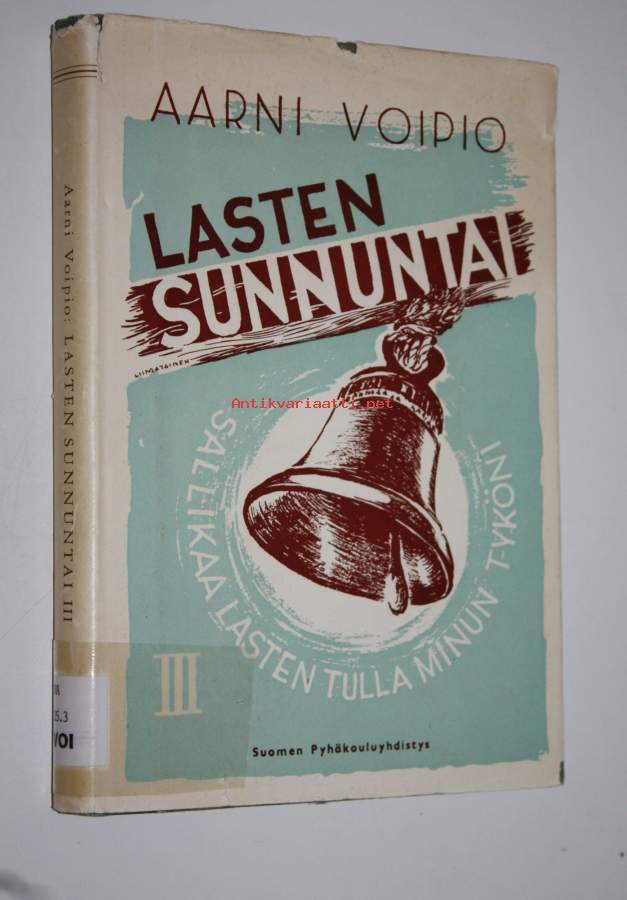 AARNI VOIPIO
LASTEN
SUNNUNTAI
LIIMATAINEN
Antikvariaatti.net
SALLIKAA LASTEN TULLA MINUN TYKÖNI
III
Suomen Pyhäkouluyhdistys
Aarni Voipio: LASTEN SUNNUNTAI III
5.3
VOI